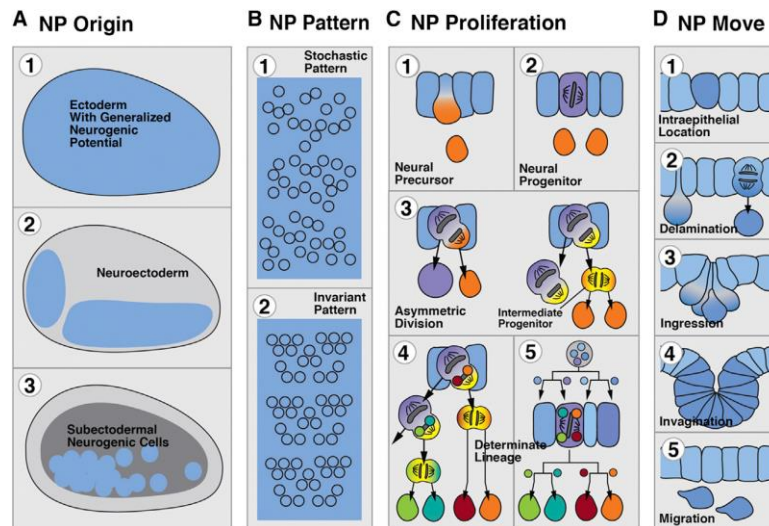 A NP Origin
1
Ectoderm
With Generalized
Neurogenic
Potential
2
Neuroectoderm
3
Subectodermal
Neurogenic Cells
B NP Pattern
1
Stochastic
Pattern
2
Invariant
Pattern
C NP Proliferation
1
Neural
Precursor
2
Neural
Progenitor
3
Asymmetric
Division
Intermediate
Progenitor
4
5
Determinate
Lineage
D NP Move
1
Intraepithelial
Location
2
Delamination
3
Ingression
4
Invagination
5
Migration